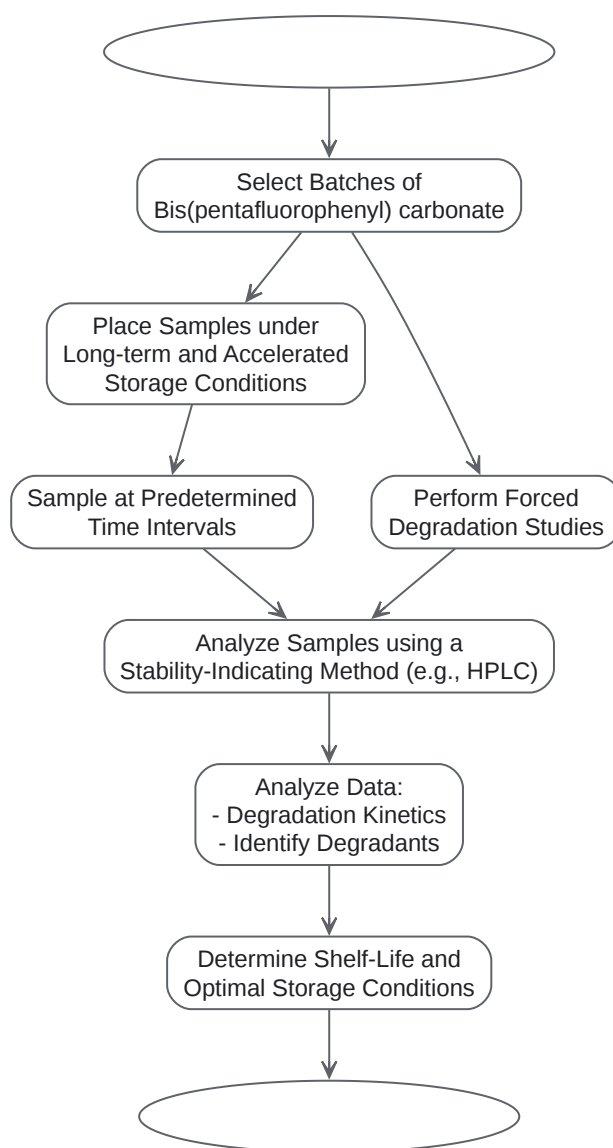 Select Batches of
Bis(pentafluorophenyl) carbonate
Place Samples under
Long-term and Accelerated
Storage Conditions
Sample at Predetermined
Time Intervals
Perform Forced
Degradation Studies
Analyze Samples using a
Stability-Indicating Method (e.g., HPLC)
Analyze Data:
- Degradation Kinetics
- Identify Degradants
Determine Shelf-Life and
Optimal Storage Conditions